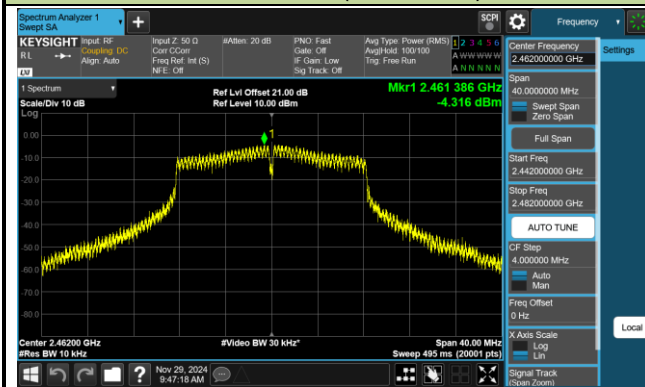 Spectrum Analyzer 1
Swept SA
SCPI
Frequency
KEYSIGHT
RL
LXI
Input: RF
Coupling: DC
Align: Auto
Input Z: 50 Ω
Corr CCorr
Freq Ref: Int (S)
NFE: Off
#Atten: 20 dB
PNO: Fast
Gate: Off
IF Gain: Low
Sig Track: Off
Avg Type: Power (RMS)
Avg|Hold: 100/100
Trig: Free Run
1 2 3 4 5 6
A W W W W W
A N N N N N
1 Spectrum
Scale/Div 10 dB
Log
Ref Lvl Offset 21.00 dB
Ref Level 10.00 dBm
Mkr1 2.461 386 GHz
-4.316 dBm
1
0.00
-10.0
-20.0
-30.0
-40.0
-50.0
-60.0
-70.0
-80.0
Center 2.46200 GHz
#Res BW 10 kHz
#Video BW 30 kHz*
Span 40.00 MHz
Sweep 495 ms (20001 pts)
?
Nov 29, 2024
9:47:18 AM
Center Frequency
2.462000000 GHz
Settings
Span
40.0000000 MHz
Swept Span
Zero Span
Full Span
Start Freq
2.442000000 GHz
Stop Freq
2.482000000 GHz
AUTO TUNE
CF Step
4.000000 MHz
Auto
Man
Freq Offset
0 Hz
X Axis Scale
Log
Lin
Local
Signal Track
(Span Zoom)